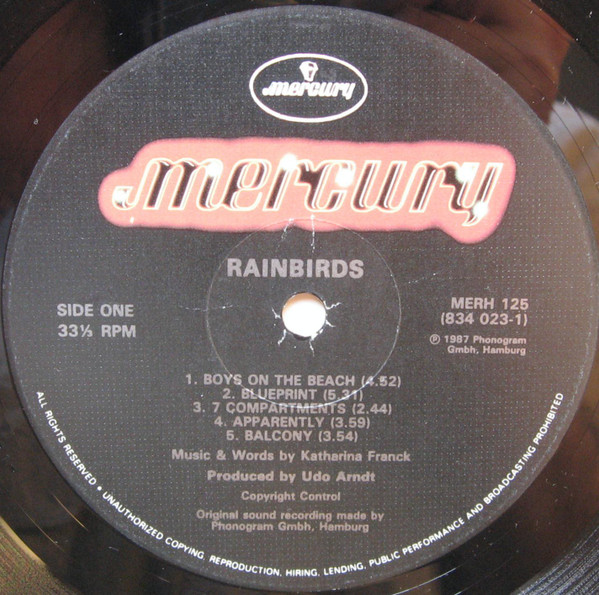 mercury
mercury
RAINBIRDS
SIDE ONE
33⅓ RPM
MERH 125
(834 023-1)
℗ 1987 Phonogram
Gmbh, Hamburg
1. BOYS ON THE BEACH (4.52)
2. BLUEPRINT (5.31)
3. 7 COMPARTMENTS (2.44)
4. APPARENTLY (3.59)
5. BALCONY (3.54)
Music & Words by Katharina Franck
Produced by Udo Arndt
Copyright Control
Original sound recording made by
Phonogram Gmbh, Hamburg
ALL RIGHTS RESERVED • UNAUTHORIZED COPYING, REPRODUCTION, HIRING, LENDING, PUBLIC PERFORMANCE AND BROADCASTING PROHIBITED